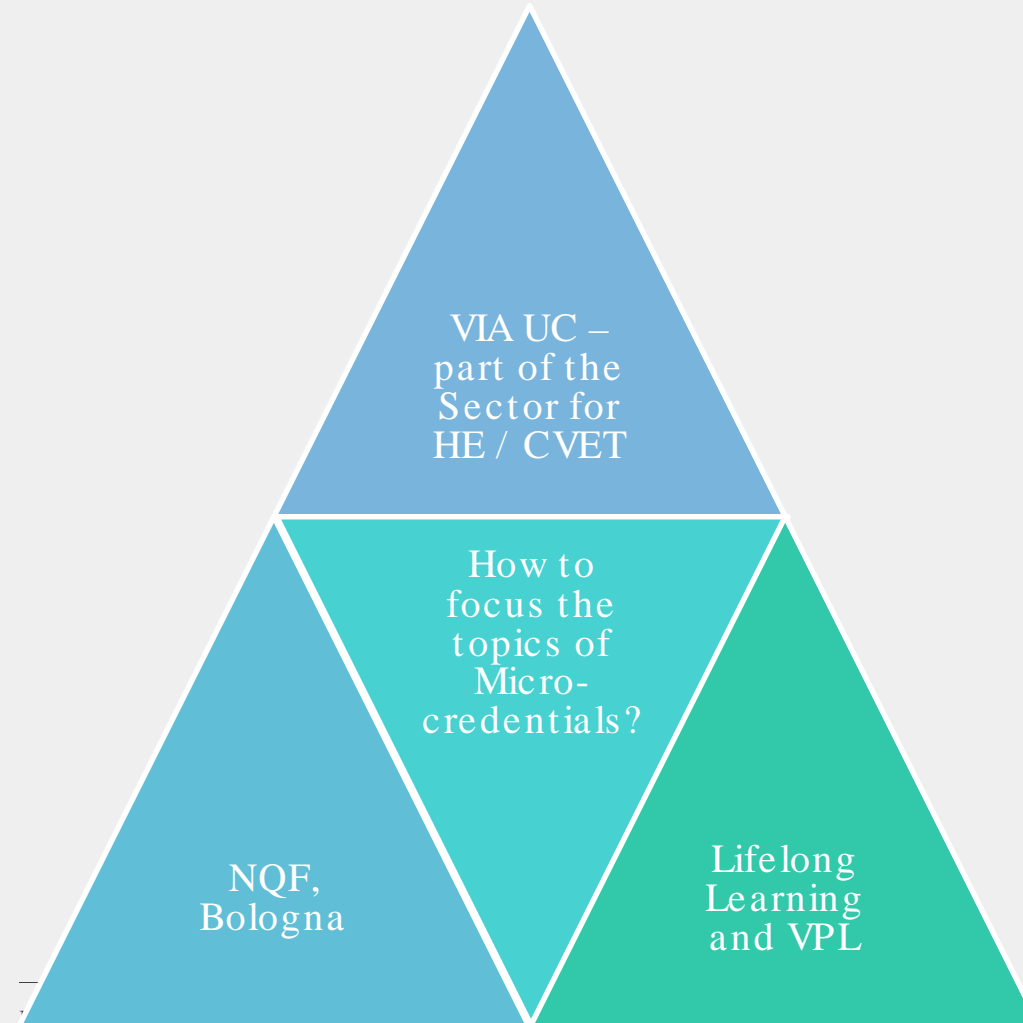 VIA UC –
part of the
Sector for
HE / CVET
How to
focus the
topics of
Micro-
credentials?
NQF,
Bologna
Lifelong
Learning
and VPL